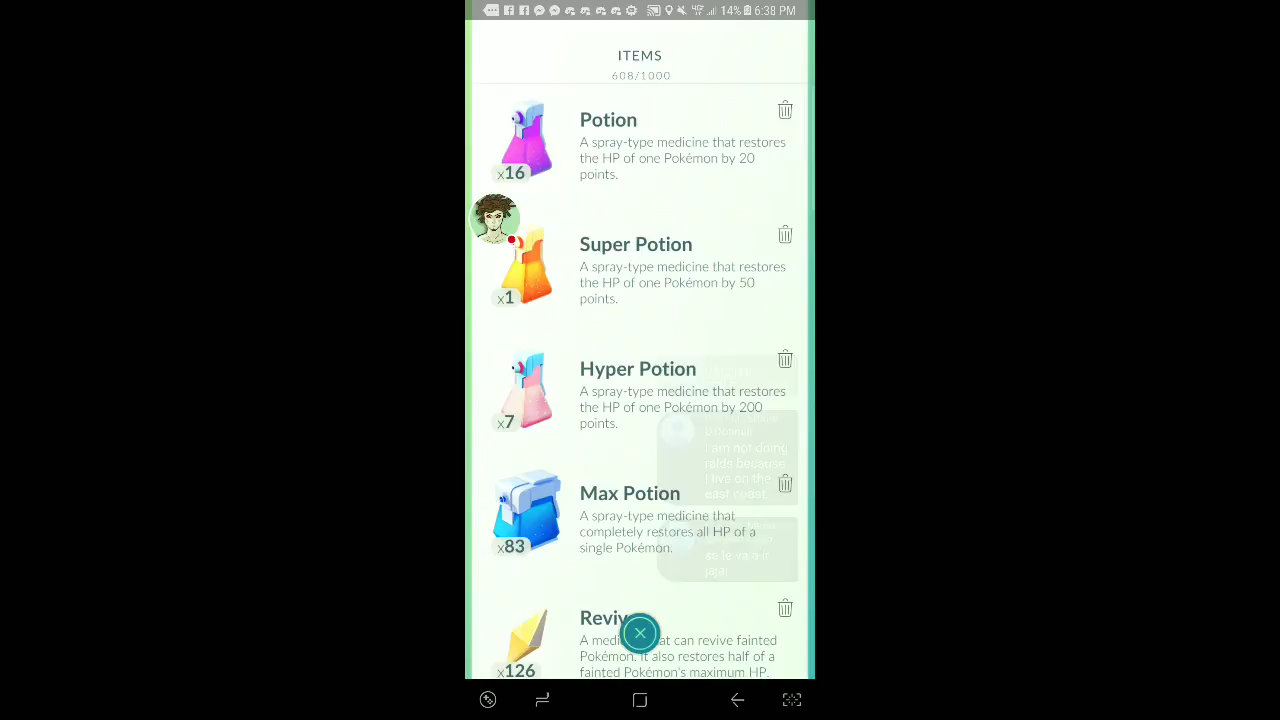 14% 6:38 PM
ITEMS
608/1000
Potion
A spray-type medicine that restores
the HP of one Pokémon by 20
points.
x16
Super Potion
A spray-type medicine that restores
the HP of one Pokémon by 50
points.
x1
Hyper Potion
A spray-type medicine that restores
the HP of one Pokémon by 200
points.
x7
I am not doing
raids because
I live on the
east coast
Max Potion
A spray-type medicine that
completely restores all HP of a
single Pokémon.
x83
so le va a ir
jajaj
Reviv
A medi at can revive fainted
Pokémon. It also restores half of a
fainted Pokémon's maximum HP.
x126